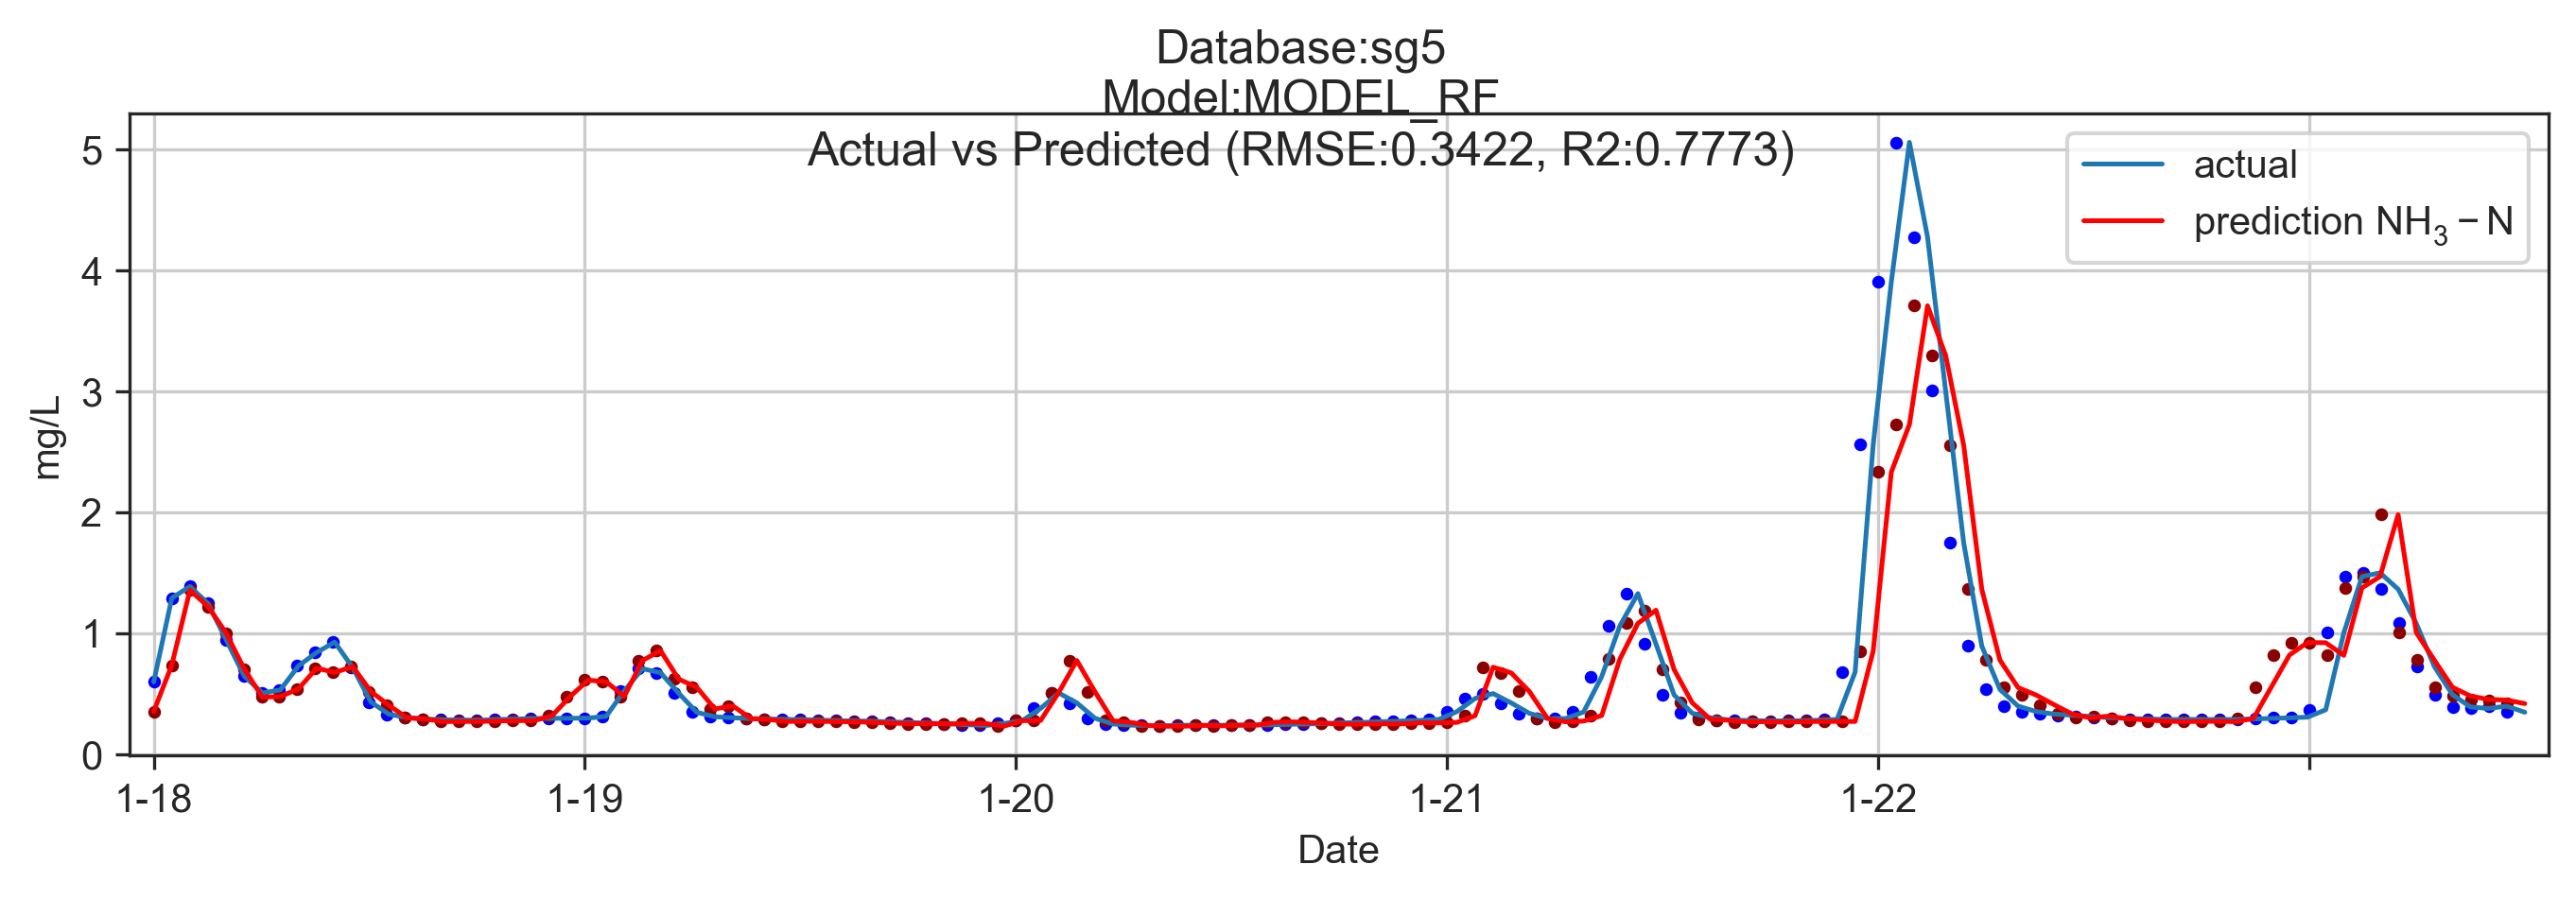 Database:sg5
Model:MODEL_RF
Actual vs Predicted (RMSE:0.3422, R2:0.7773)
actual
prediction NH₃ − N
5
4
3
2
1
0
mg/L
1-18 1-19 1-20 1-21 1-22
Date